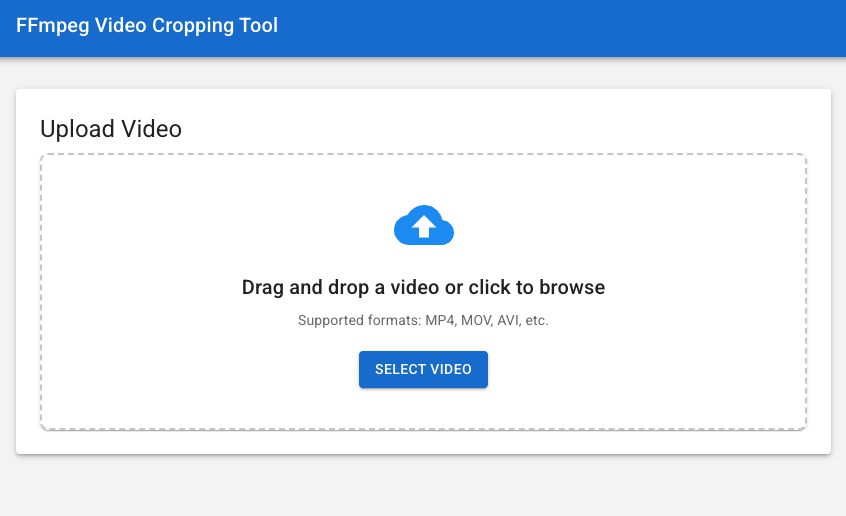 FFmpeg Video Cropping Tool
Upload Video
Drag and drop a video or click to browse
Supported formats: MP4, MOV, AVI, etc.
SELECT VIDEO